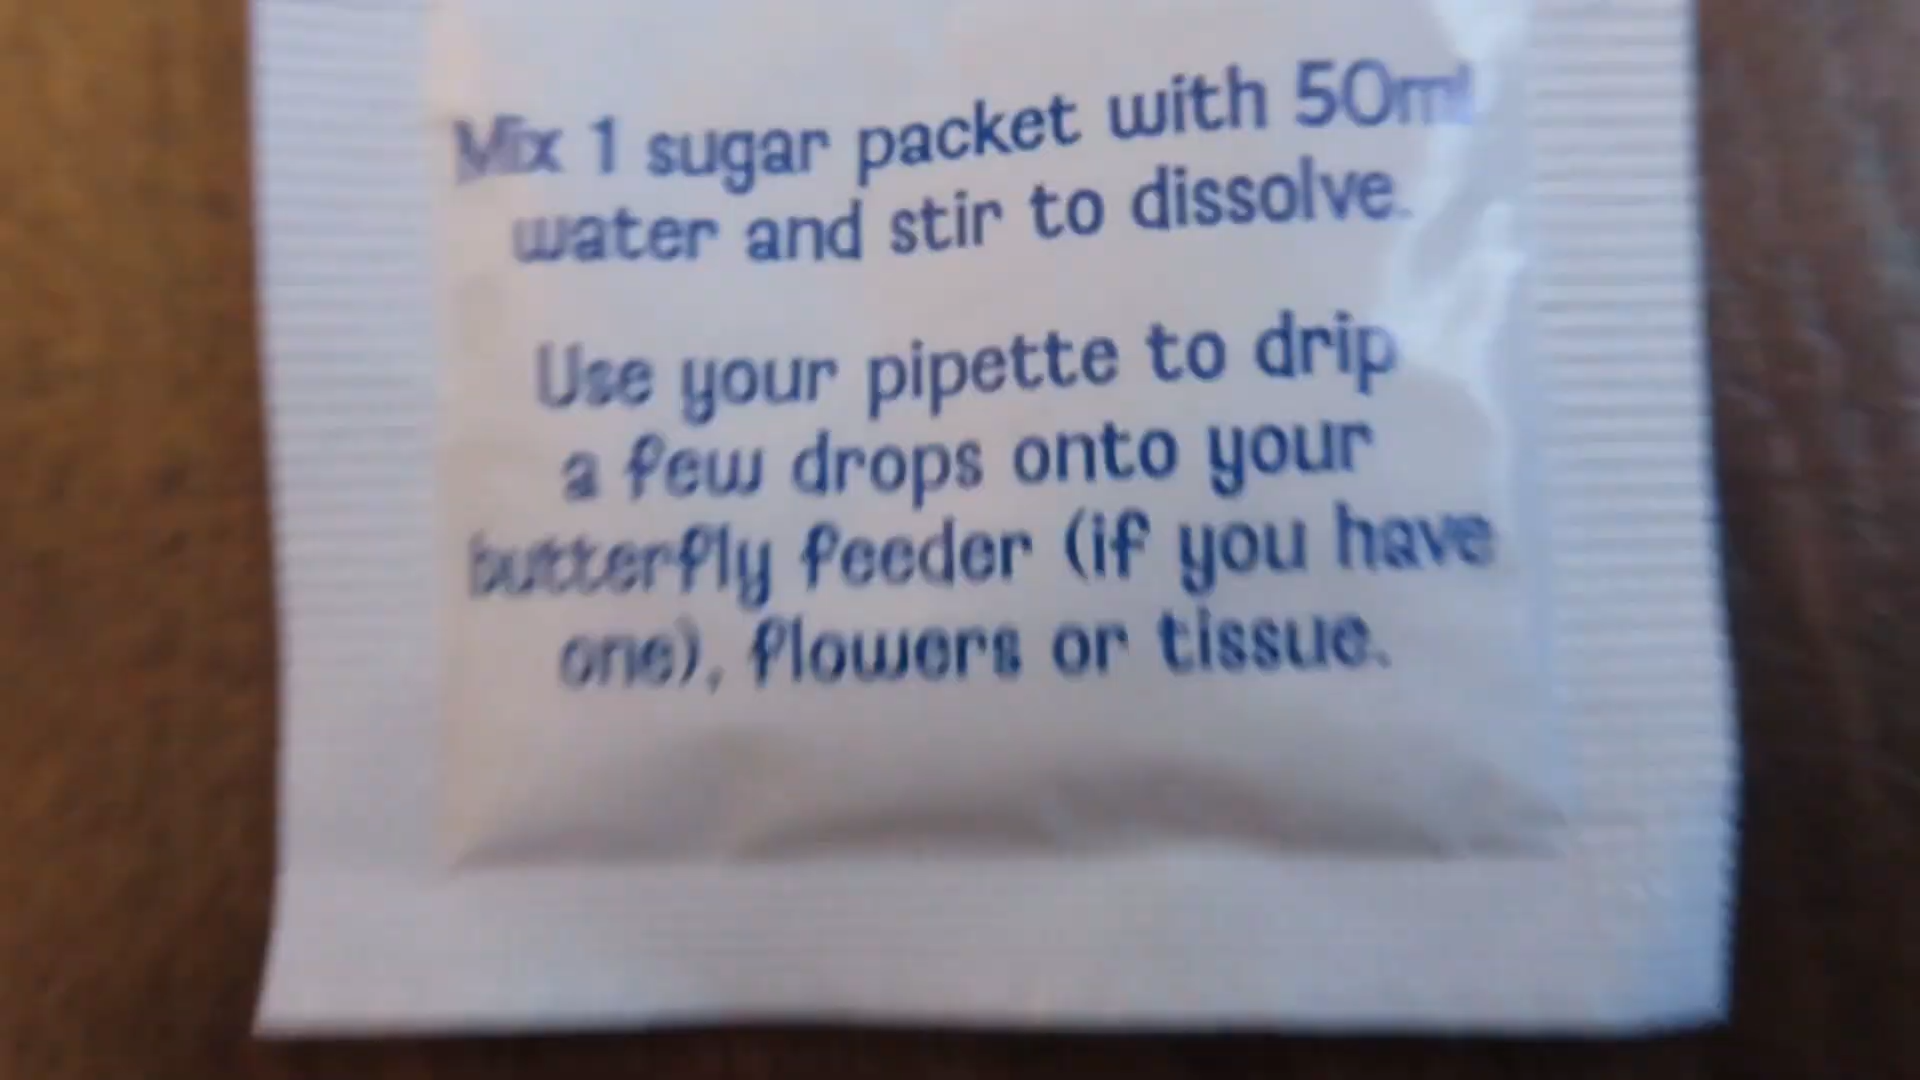 Mix 1 sugar packet with 50ml
water and stir to dissolve.
Use your pipette to drip
a few drops onto your
butterfly feeder (if you have
one), flowers or tissue.